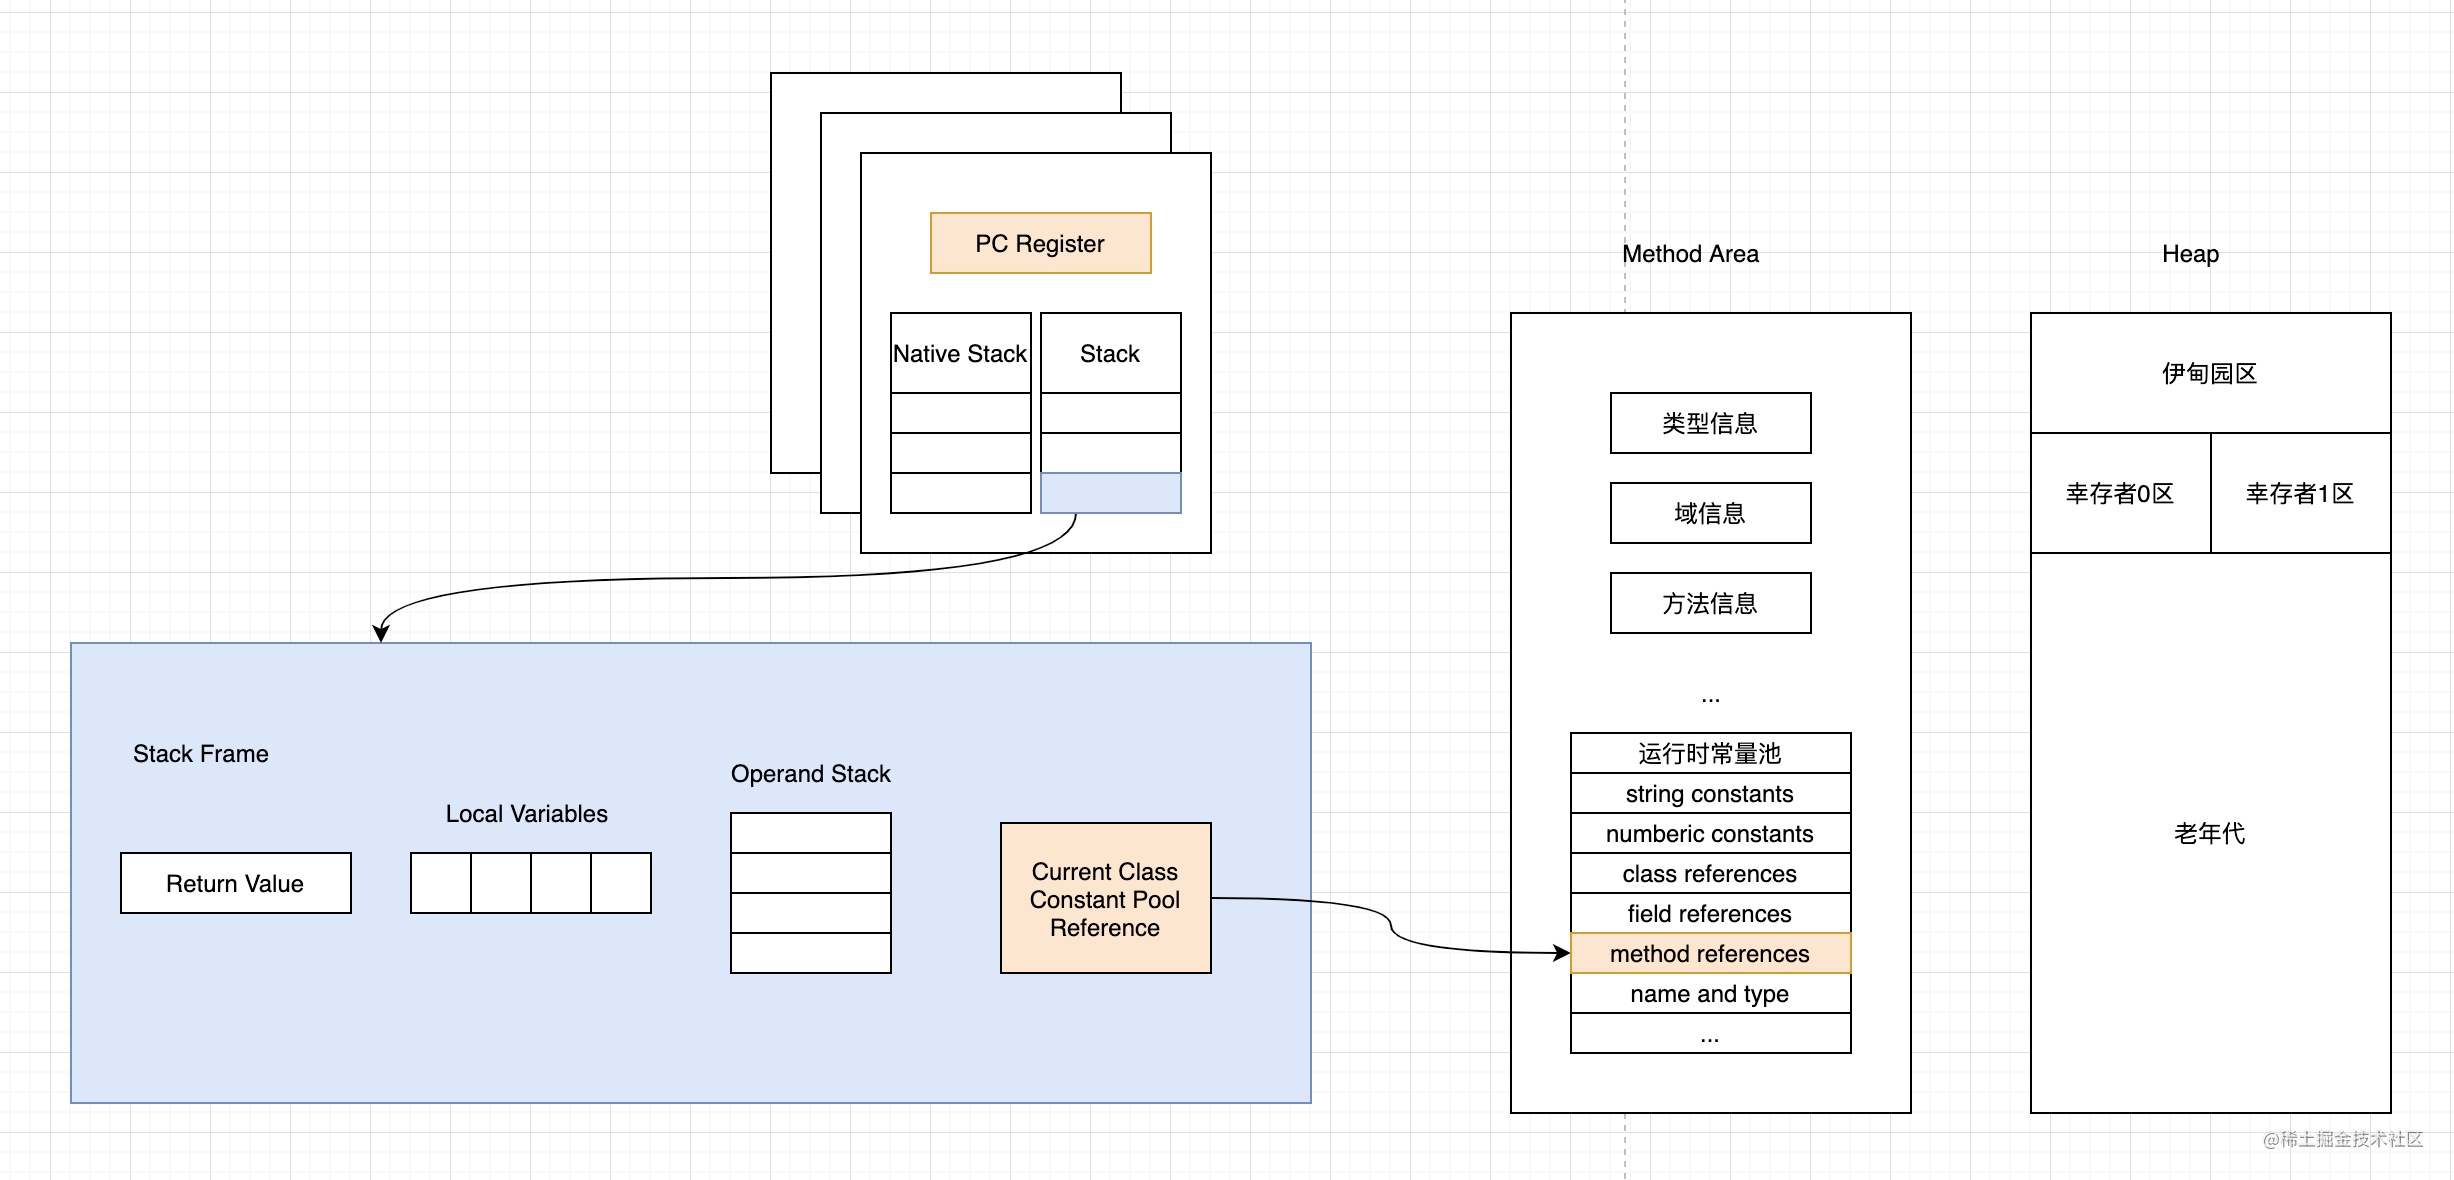 PC Register
Native Stack
Stack
Stack Frame
Return Value
Local Variables
Operand Stack
Current Class
Constant Pool
Reference
Method Area
类型信息
域信息
方法信息
...
运行时常量池
string constants
numberic constants
class references
field references
method references
name and type
...
Heap
伊甸园区
幸存者0区
幸存者1区
老年代
@稀土掘金技术社区